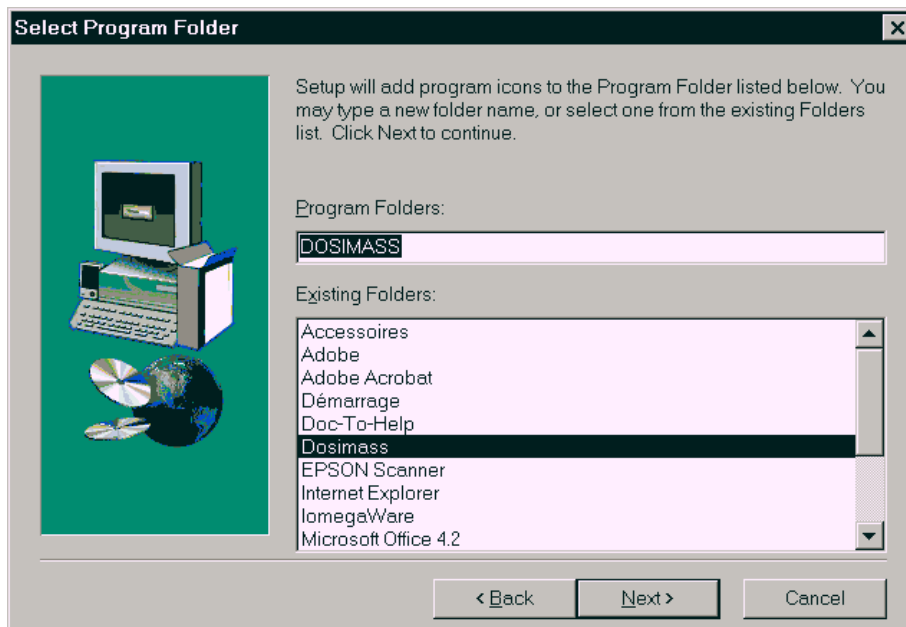 Select Program Folder
Setup will add program icons to the Program Folder listed below. You
may type a new folder name, or select one from the existing Folders
list. Click Next to continue.
Program Folders:
DOSIMASS
Existing Folders:
Accessoires
Adobe
Adobe Acrobat
Démarrage
Doc-To-Help
Dosimass
EPSON Scanner
Internet Explorer
IomegaWare
Microsoft Office 4.2
< Back
Next >
Cancel